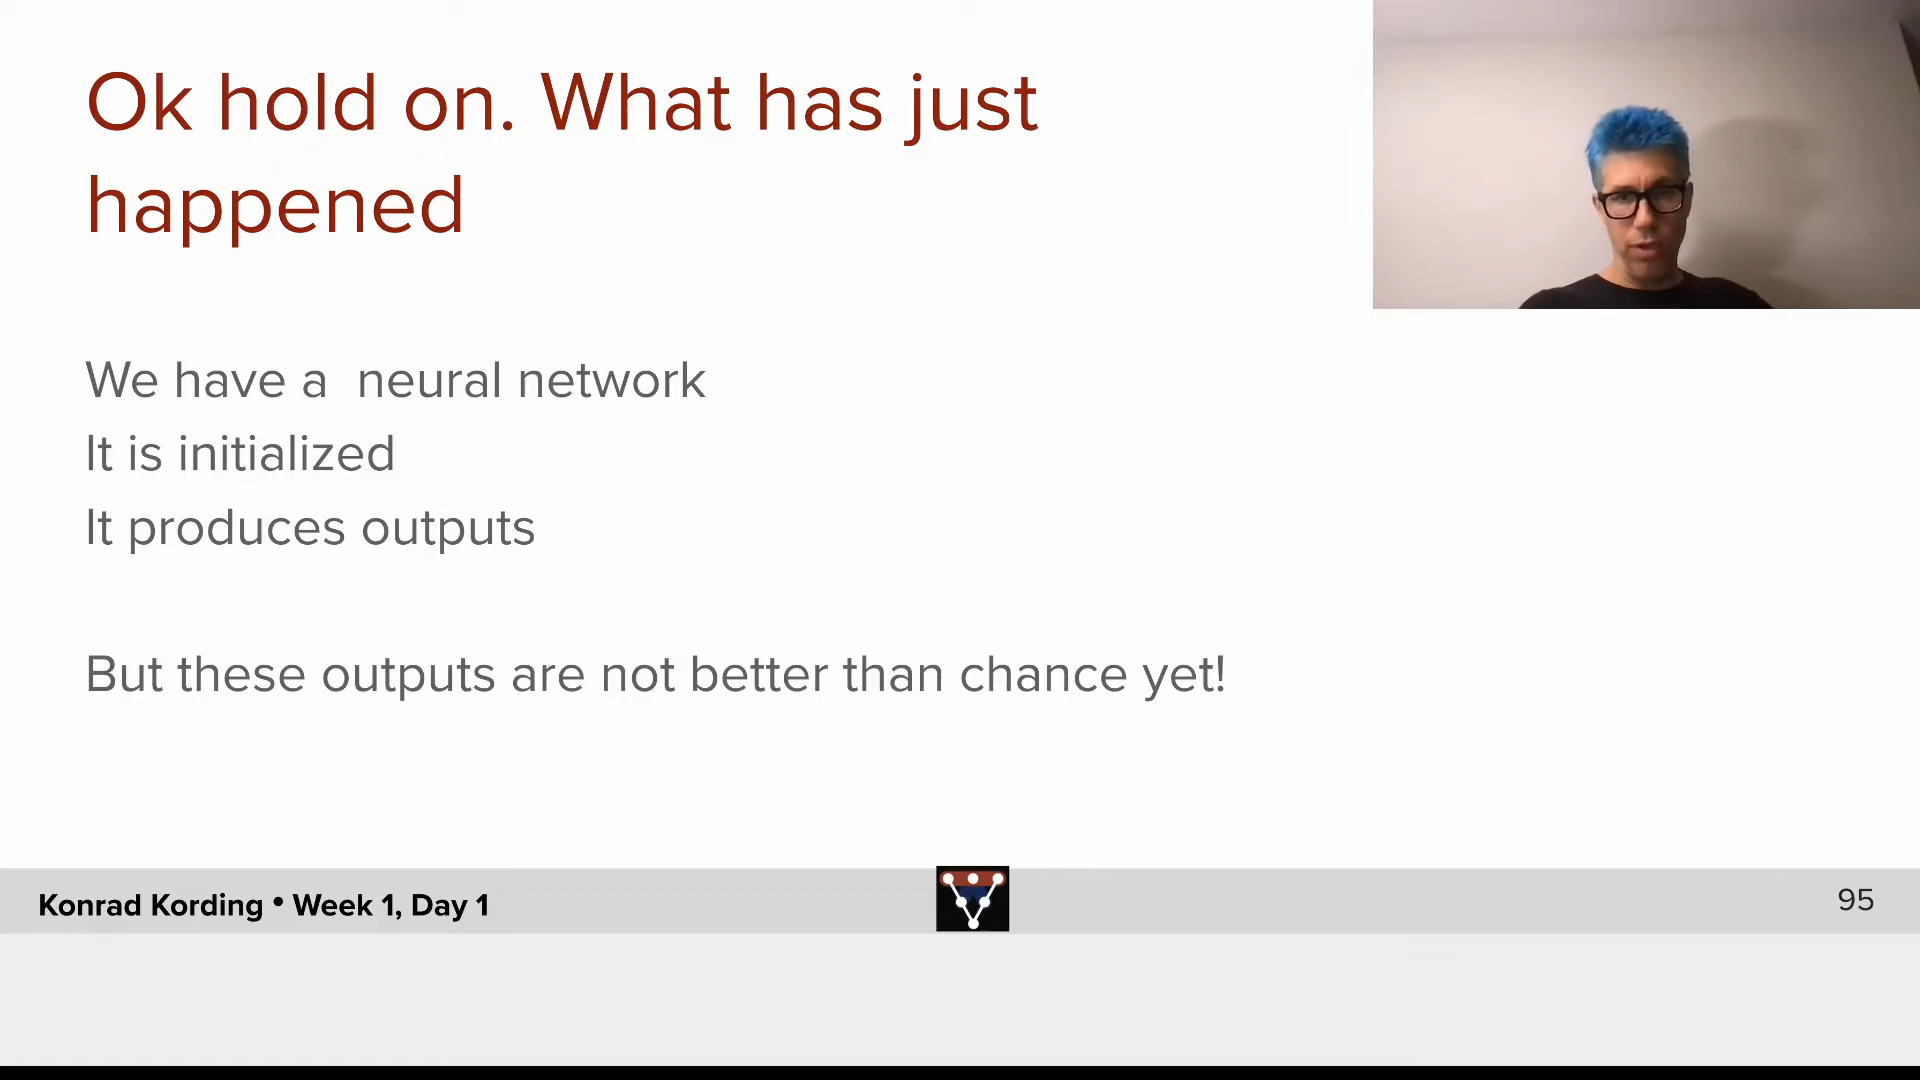 Ok hold on. What has just
happened
We have a  neural network
It is initialized
It produces outputs
But these outputs are not better than chance yet!
Konrad Kording • Week 1, Day 1
95